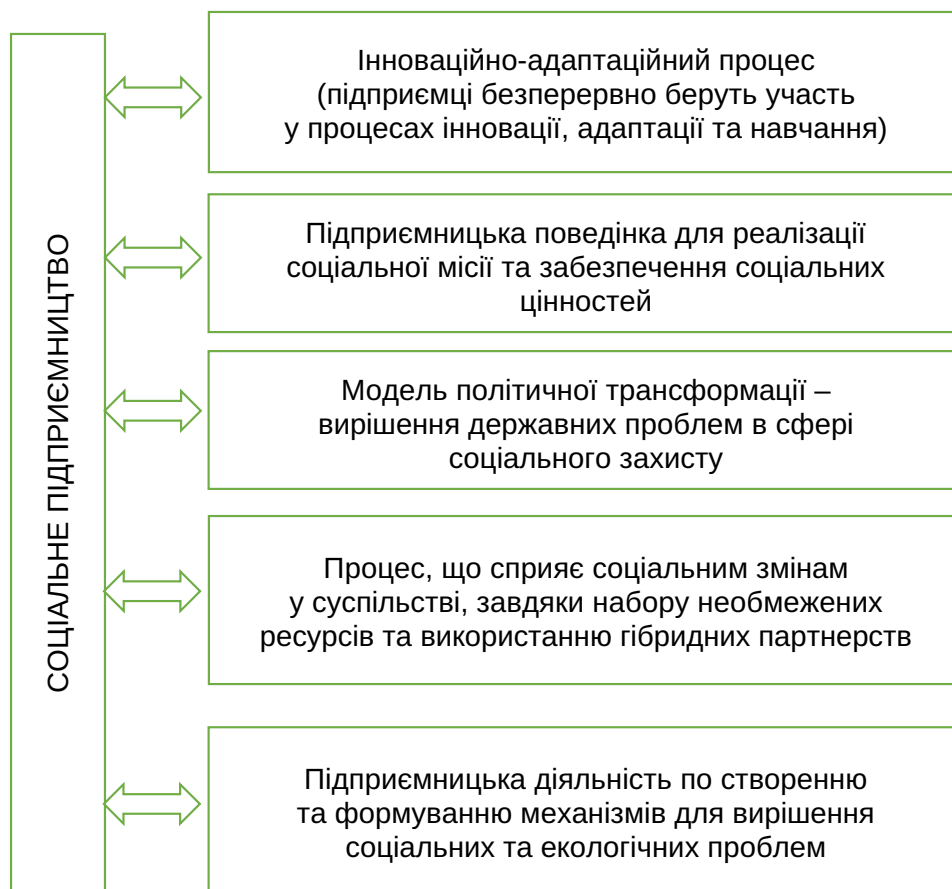 СОЦІАЛЬНЕ ПІДПРИЄМНИЦТВО
Інноваційно-адаптаційний процес
(підприємці безперервно беруть участь
у процесах інновації, адаптації та навчання)
Підприємницька поведінка для реалізації
соціальної місії та забезпечення соціальних
цінностей
Модель політичної трансформації –
вирішення державних проблем в сфері
соціального захисту
Процес, що сприяє соціальним змінам
у суспільстві, завдяки набору необмежених
ресурсів та використанню гібридних партнерств
Підприємницька діяльність по створенню
та формуванню механізмів для вирішення
соціальних та екологічних проблем